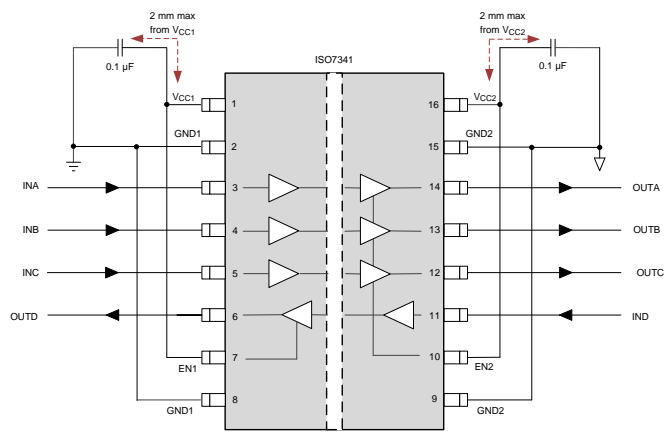 2 mm max
from VCC1
2 mm max
from VCC2
0.1 µF
0.1 µF
ISO7341
VCC1
1
16
VCC2
GND1
2
15
GND2
INA
3
14
OUTA
INB
4
13
OUTB
INC
5
12
OUTC
OUTD
6
11
IND
7
10
EN1
EN2
8
9
GND1
GND2